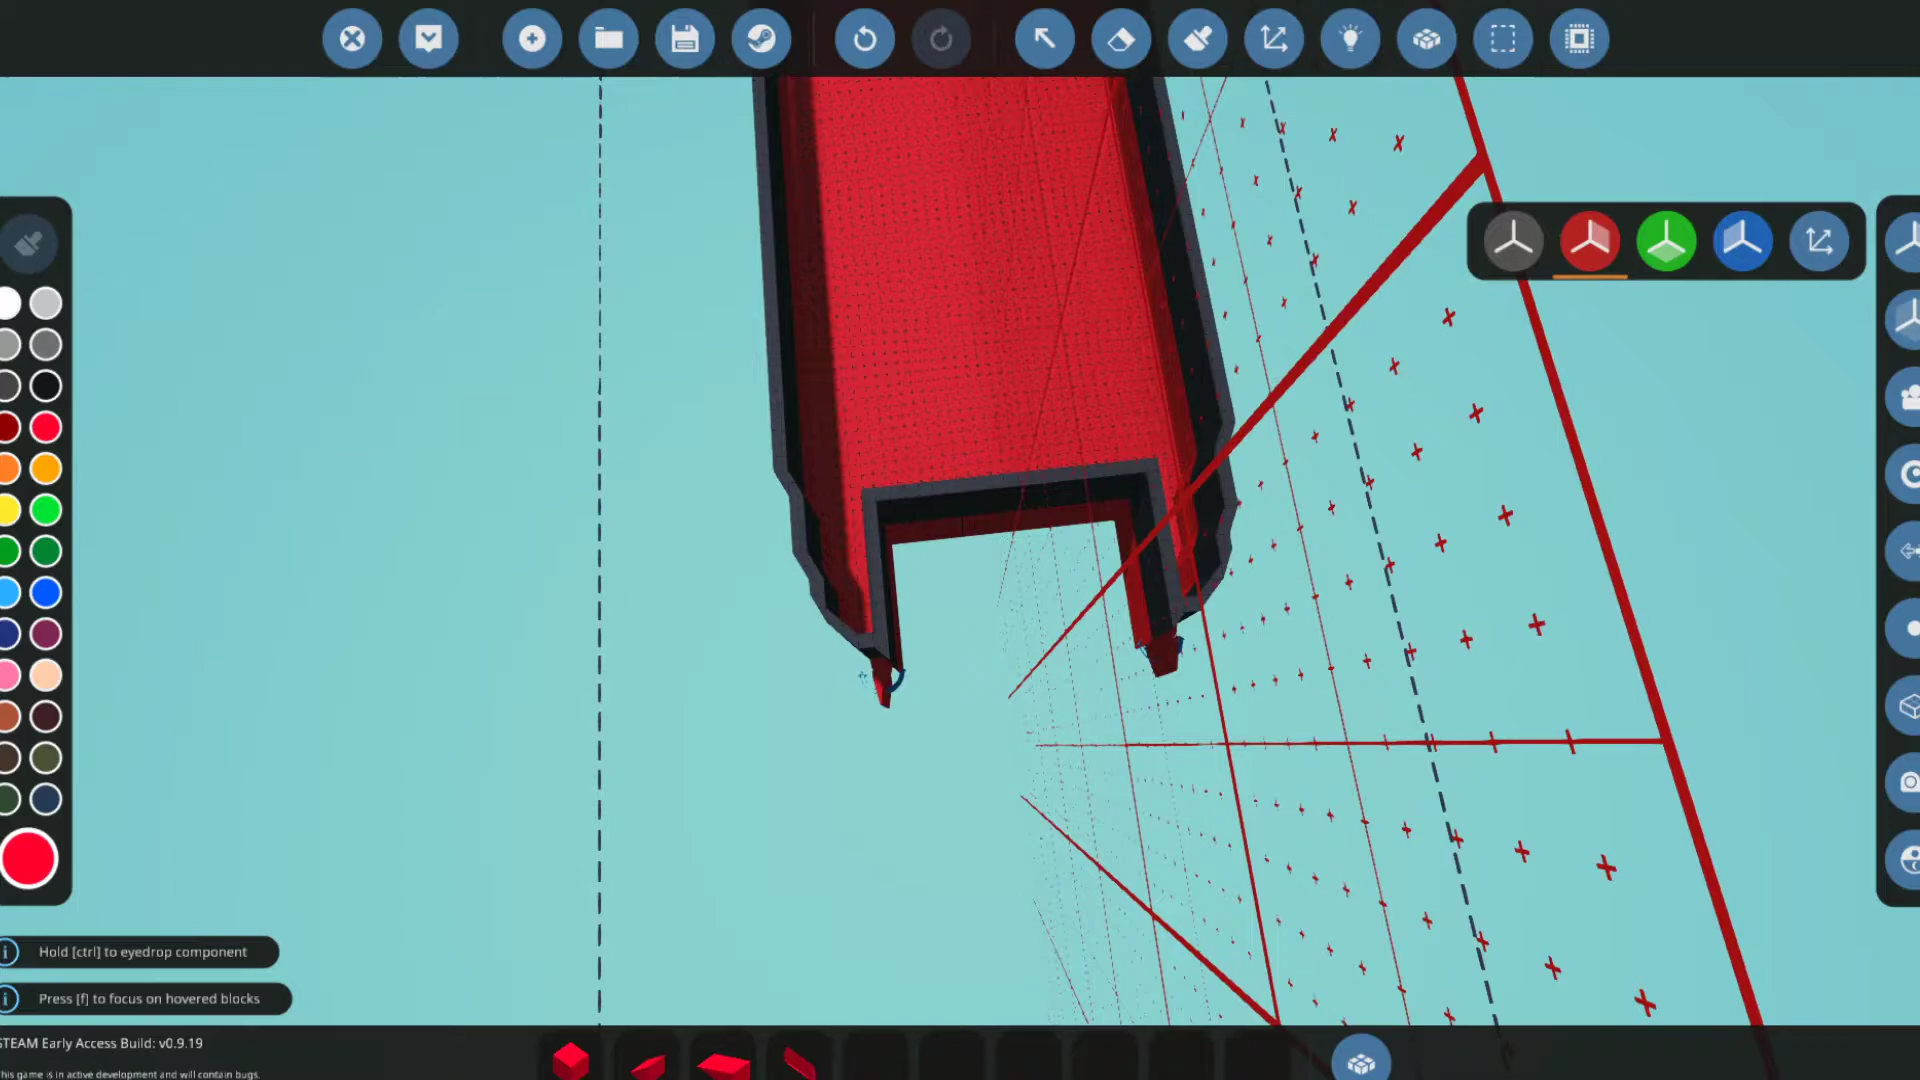 Hold [ctrl] to eyedrop component
Press [f] to focus on hovered blocks
STEAM Early Access Build: v0.9.19
This game is in active development and will contain bugs.